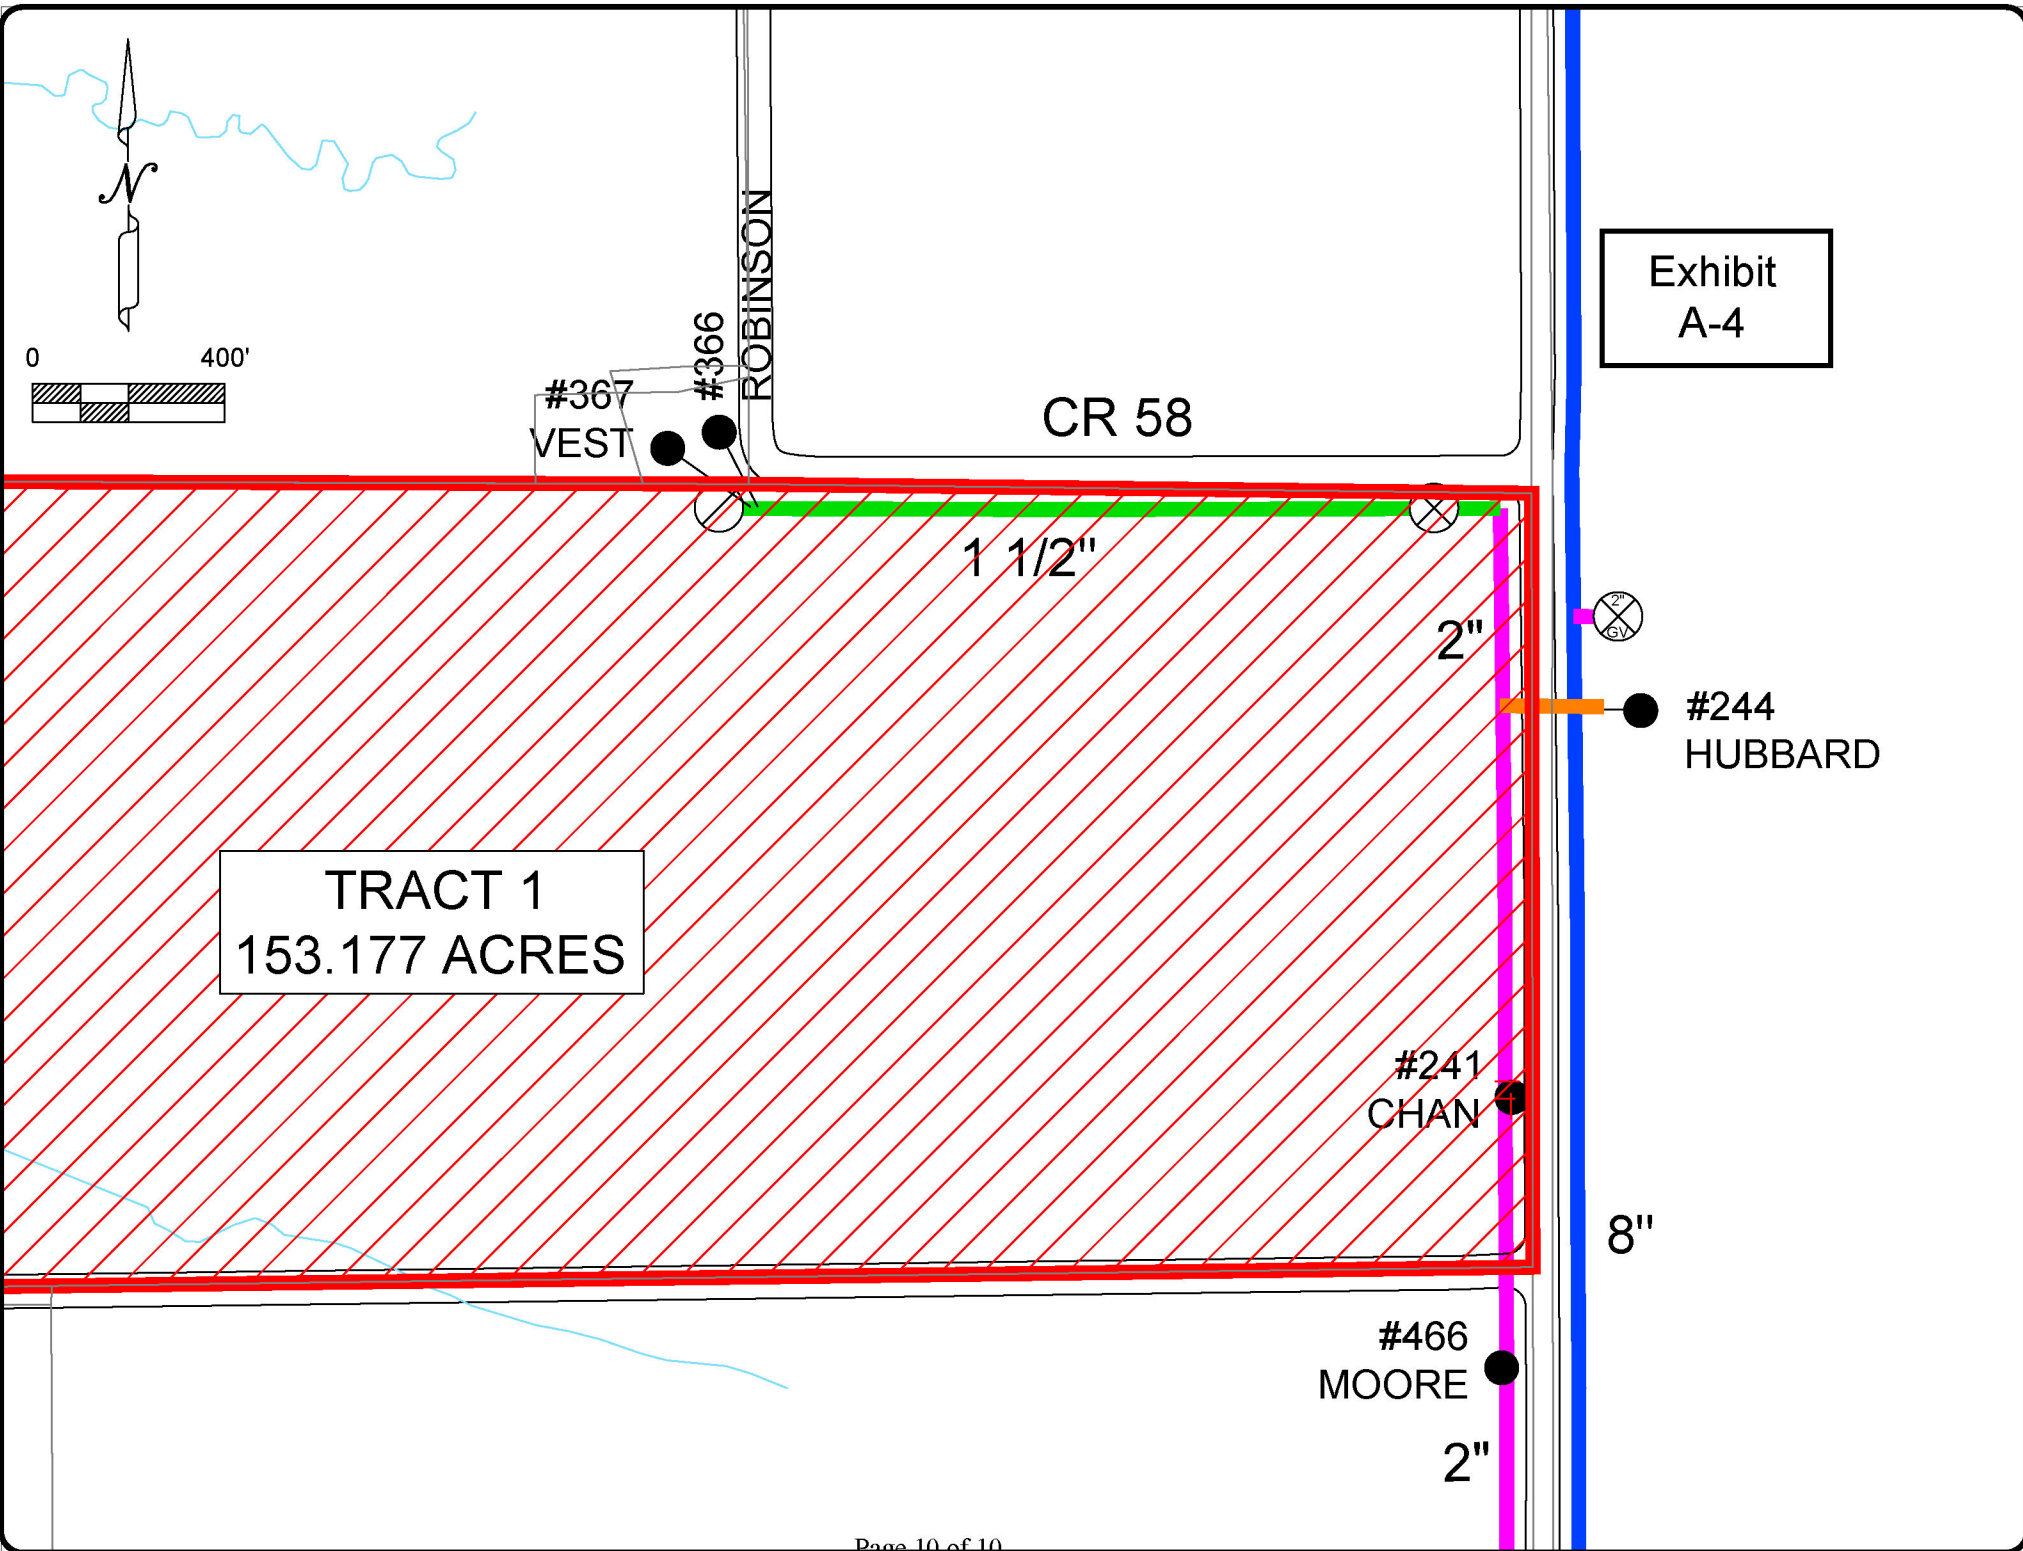 N
0 400'
ROBINSON
#366
#367
VEST
Exhibit
A-4
CR 58
1 1/2"
2"
2"
GV
#244
HUBBARD
TRACT 1
153.177 ACRES
#241
CHAN
8"
#466
MOORE
2"
Page 10 of 10